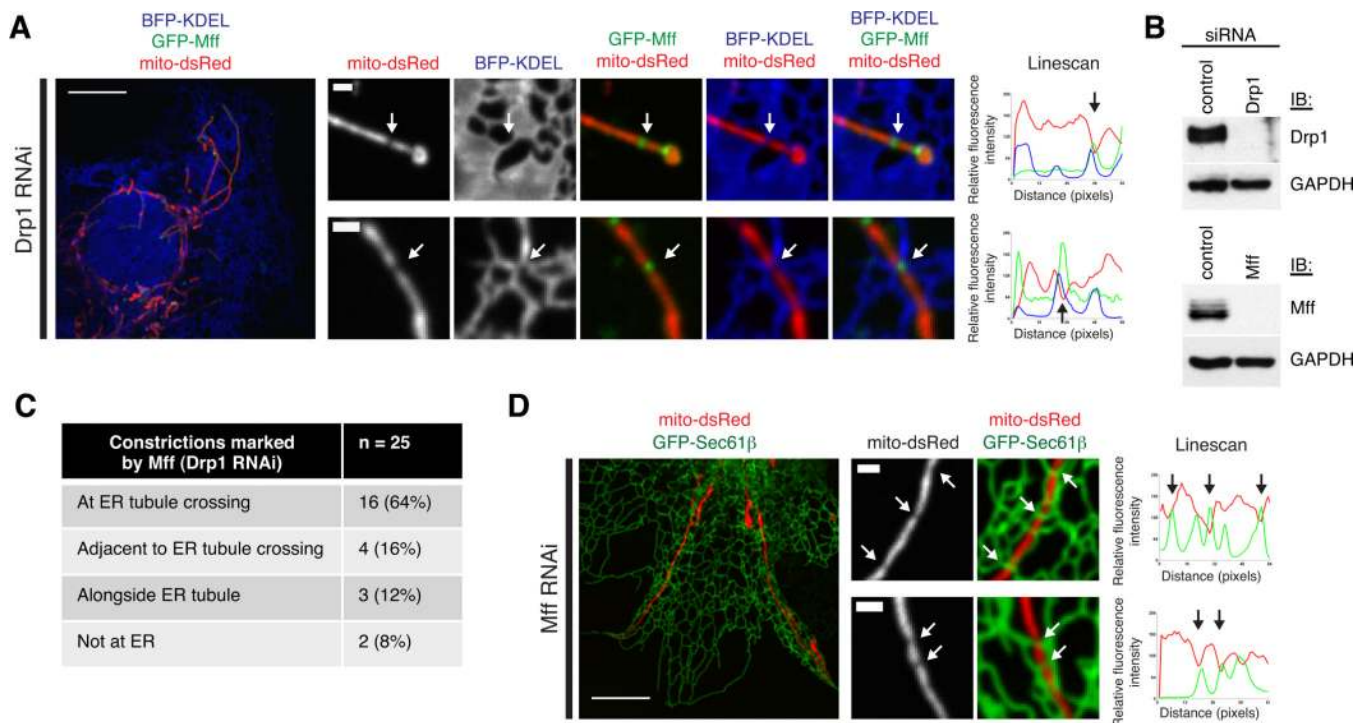 A
BFP-KDEL
GFP-Mff
mito-dsRed
mito-dsRed
BFP-KDEL
GFP-Mff
mito-dsRed
BFP-KDEL
mito-dsRed
BFP-KDEL
GFP-Mff
mito-dsRed
Linescan
Drp1 RNAi
Relative fluorescence
intensity
Distance (pixels)
Relative fluorescence
intensity
Distance (pixels)
B
siRNA
control
Drp1
IB:
Drp1
GAPDH
control
Mff
IB:
Mff
GAPDH
C
Constrictions marked
by Mff (Drp1 RNAi)
n = 25
At ER tubule crossing
16 (64%)
Adjacent to ER tubule crossing
4 (16%)
Alongside ER tubule
3 (12%)
Not at ER
2 (8%)
D
mito-dsRed
GFP-Sec61β
mito-dsRed
mito-dsRed
GFP-Sec61β
Linescan
Mff RNAi
Relative fluorescence
intensity
Distance (pixels)
Relative fluorescence
intensity
Distance (pixels)